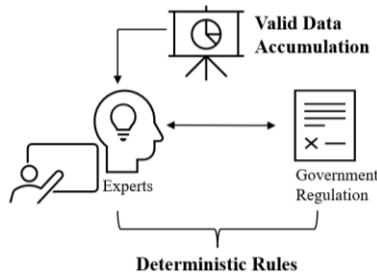 Valid Data
Accumulation
Experts
Government
Regulation
Deterministic Rules